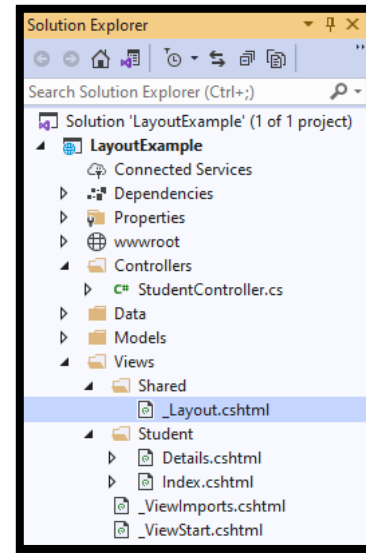 Solution Explorer
Search Solution Explorer (Ctrl+;)
Solution 'LayoutExample' (1 of 1 project)
LayoutExample
Connected Services
Dependencies
Properties
wwwroot
Controllers
C# StudentController.cs
Data
Models
Views
Shared
_Layout.cshtml
Student
Details.cshtml
Index.cshtml
_ViewImports.cshtml
_ViewStart.cshtml